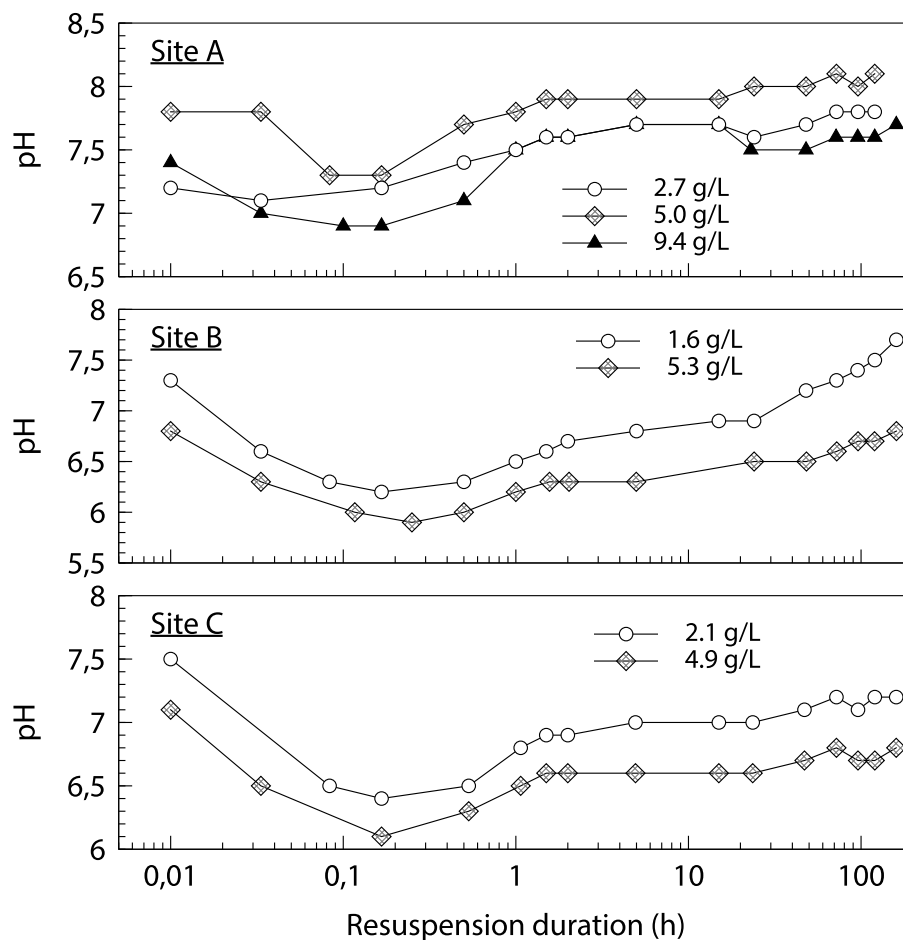 8,5
Site A
8
pH
7,5
2.7 g/L
5.0 g/L
7
9.4 g/L
6,5
8
Site B
1.6 g/L
7,5
5.3 g/L
7
pH
6,5
6
5,5
8
Site C
2.1 g/L
7,5
4.9 g/L
7
pH
6,5
6
0,01 0,1 1 10 100
Resuspension duration (h)